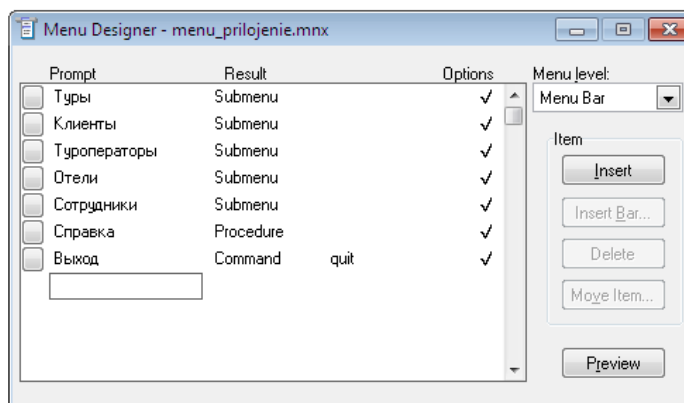 Menu Designer - menu_prilojenie.mnx
Prompt Result Options Menu level:
Туры Submenu Menu Bar
Клиенты Submenu
Туроператоры Submenu
Отели Submenu
Сотрудники Submenu
Справка Procedure
Выход Command quit
Item
Insert
Insert Bar...
Delete
Move Item...
Preview